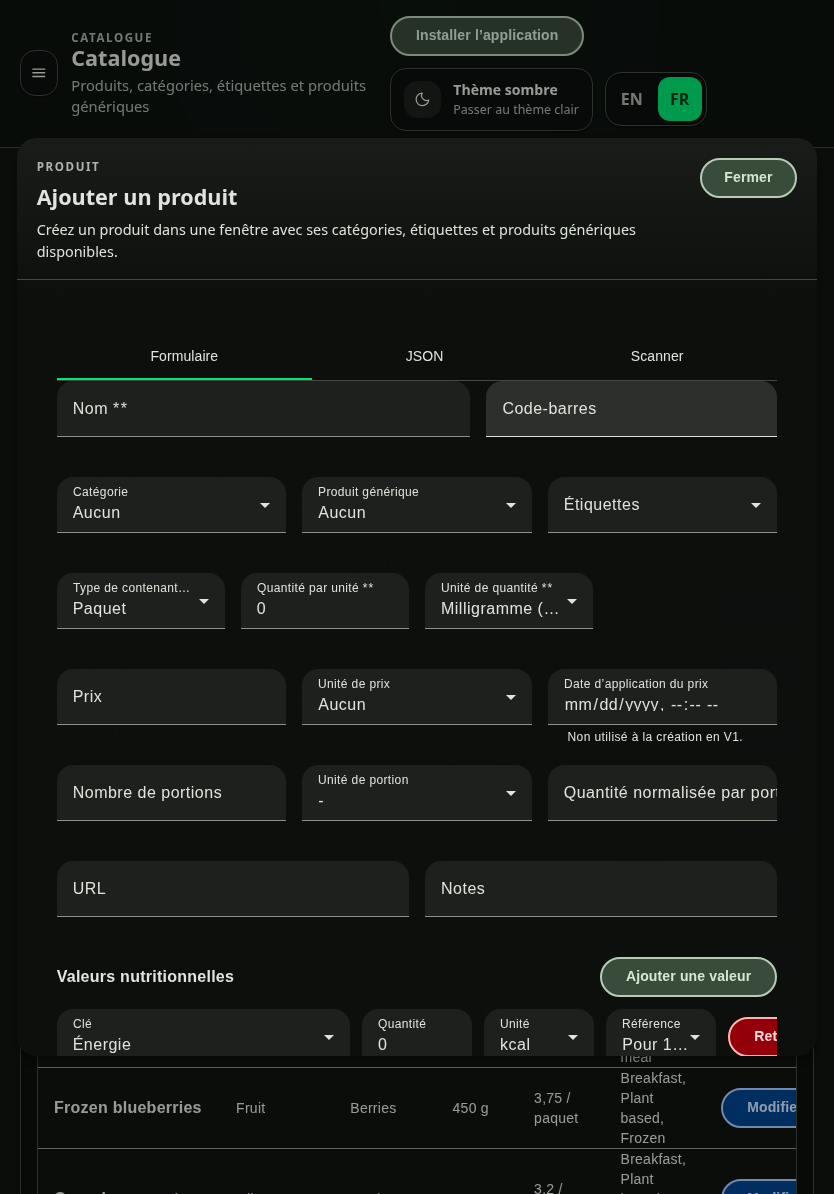 CATALOGUE
Catalogue
Produits, catégories, étiquettes et produits
génériques
Installer l'application
Thème sombre
Passer au thème clair
EN
FR
PRODUIT
Ajouter un produit
Créez un produit dans une fenêtre avec ses catégories, étiquettes et produits génériques
disponibles.
Fermer
Formulaire
JSON
Scanner
Nom **
Code-barres
Catégorie
Aucun
Produit générique
Aucun
Étiquettes
Type de contenant…
Paquet
Quantité par unité **
0
Unité de quantité **
Milligramme (…
Prix
Unité de prix
Aucun
Date d'application du prix
mm/dd/yyyy, --:-- --
Non utilisé à la création en V1.
Nombre de portions
Unité de portion
-
Quantité normalisée par
URL
Notes
Valeurs nutritionnelles
Ajouter une valeur
Clé
Énergie
Quantité
0
Unité
kcal
Référence
Pour 1…
meal
Frozen blueberries
Fruit
Berries
450 g
3,75 /
paquet
Breakfast,
Plant
based,
Frozen
3,2 /
Breakfast,
Plant